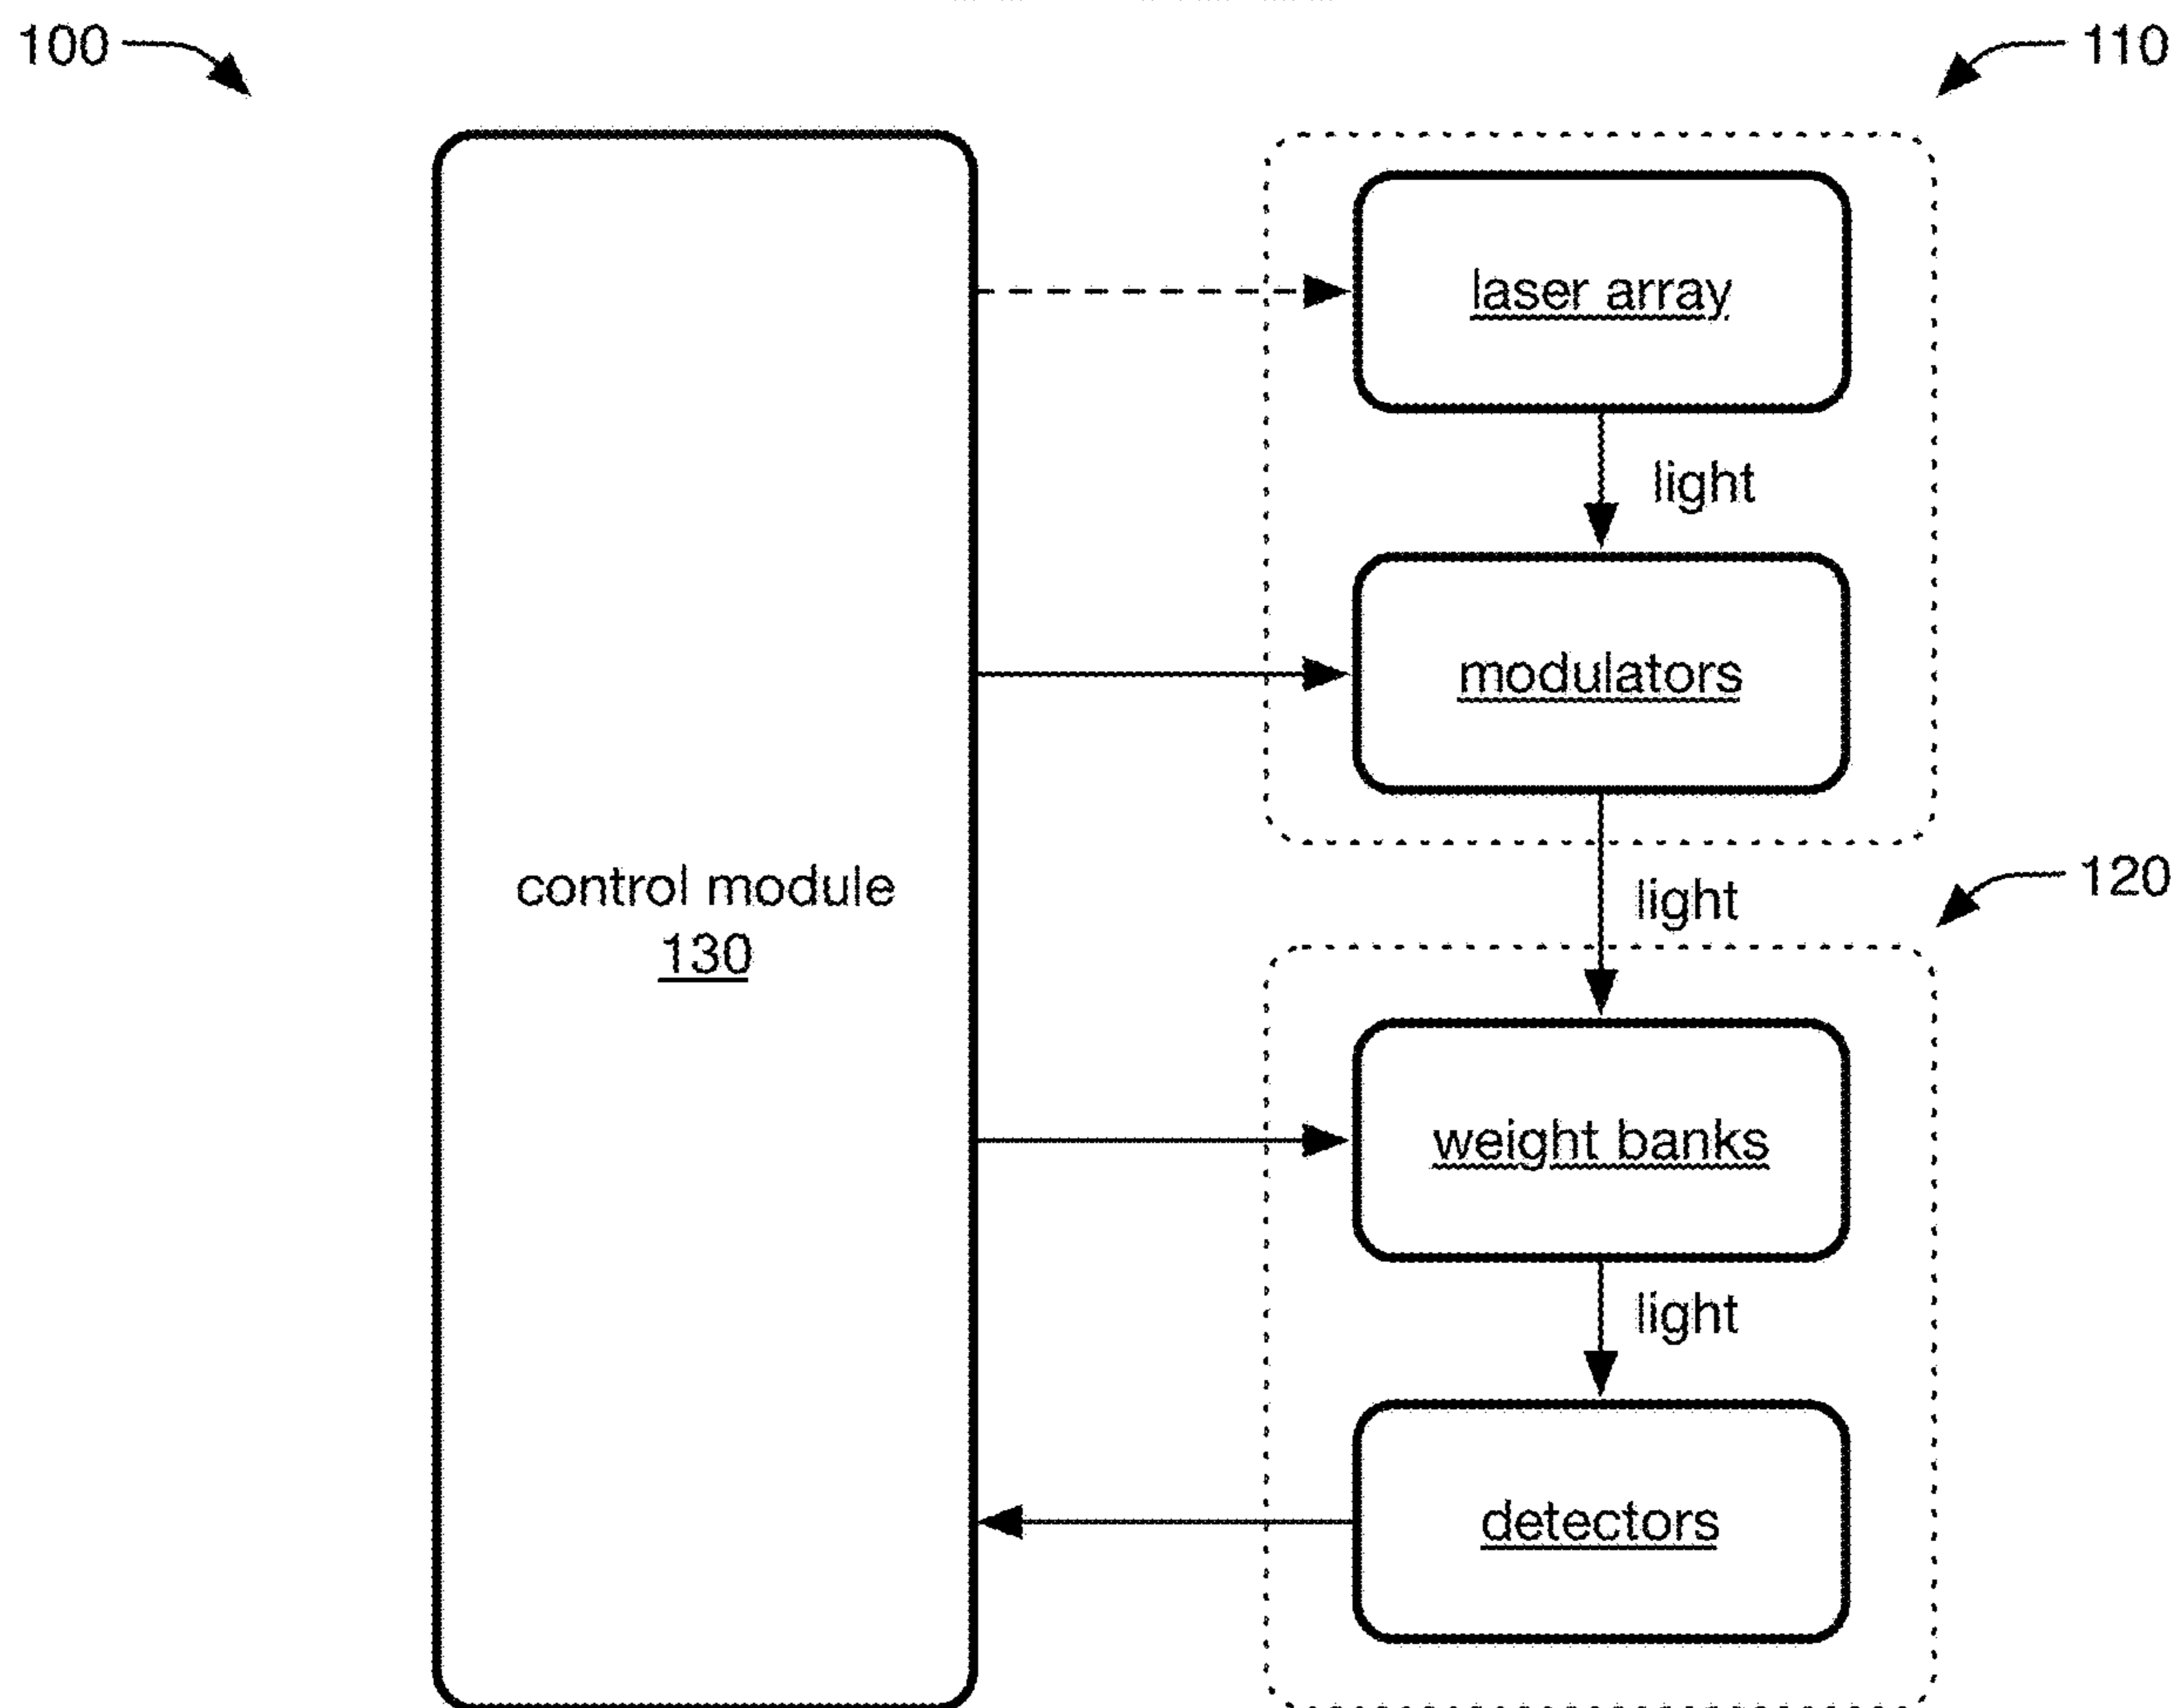 100
110
laser array
light
modulators
control module
130
light
120
weight banks
light
detectors